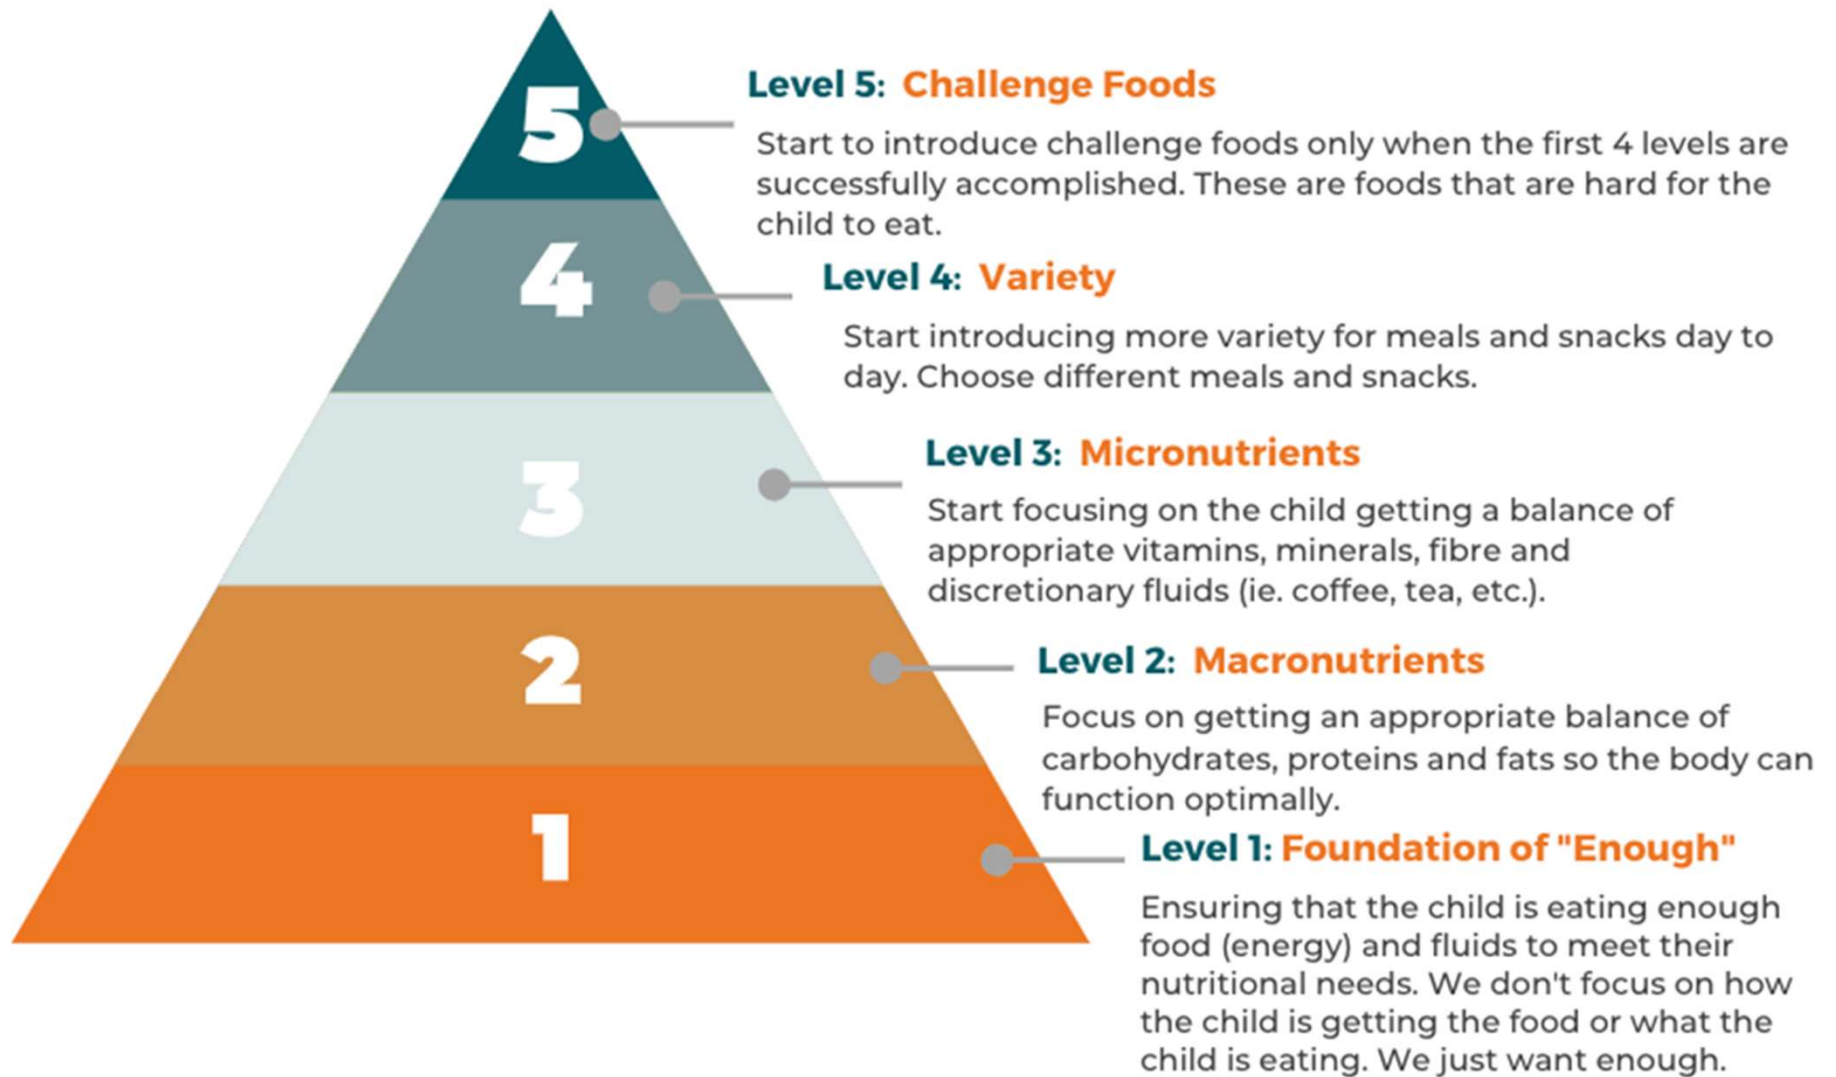 5
Level 5: Challenge Foods
Start to introduce challenge foods only when the first 4 levels are
successfully accomplished. These are foods that are hard for the
child to eat.
4
Level 4: Variety
Start introducing more variety for meals and snacks day to
day. Choose different meals and snacks.
3
Level 3: Micronutrients
Start focusing on the child getting a balance of
appropriate vitamins, minerals, fibre and
discretionary fluids (ie. coffee, tea, etc.).
2
Level 2: Macronutrients
Focus on getting an appropriate balance of
carbohydrates, proteins and fats so the body can
function optimally.
1
Level 1: Foundation of "Enough"
Ensuring that the child is eating enough
food (energy) and fluids to meet their
nutritional needs. We don't focus on how
the child is getting the food or what the
child is eating. We just want enough.